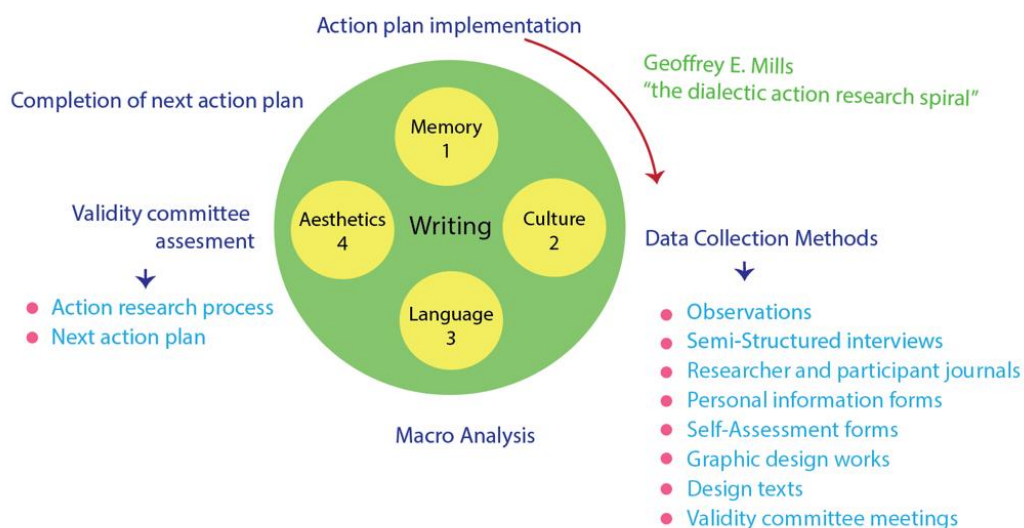 Action plan implementation
Geoffrey E. Mills
“the dialectic action research spiral”
Completion of next action plan
Memory
1
Validity committee
assesment
Aesthetics
4
Writing
Culture
2
Data Collection Methods
Action research process
Next action plan
Language
3
Observations
Semi-Structured interviews
Researcher and participant journals
Personal information forms
Self-Assessment forms
Graphic design works
Design texts
Validity committee meetings
Macro Analysis